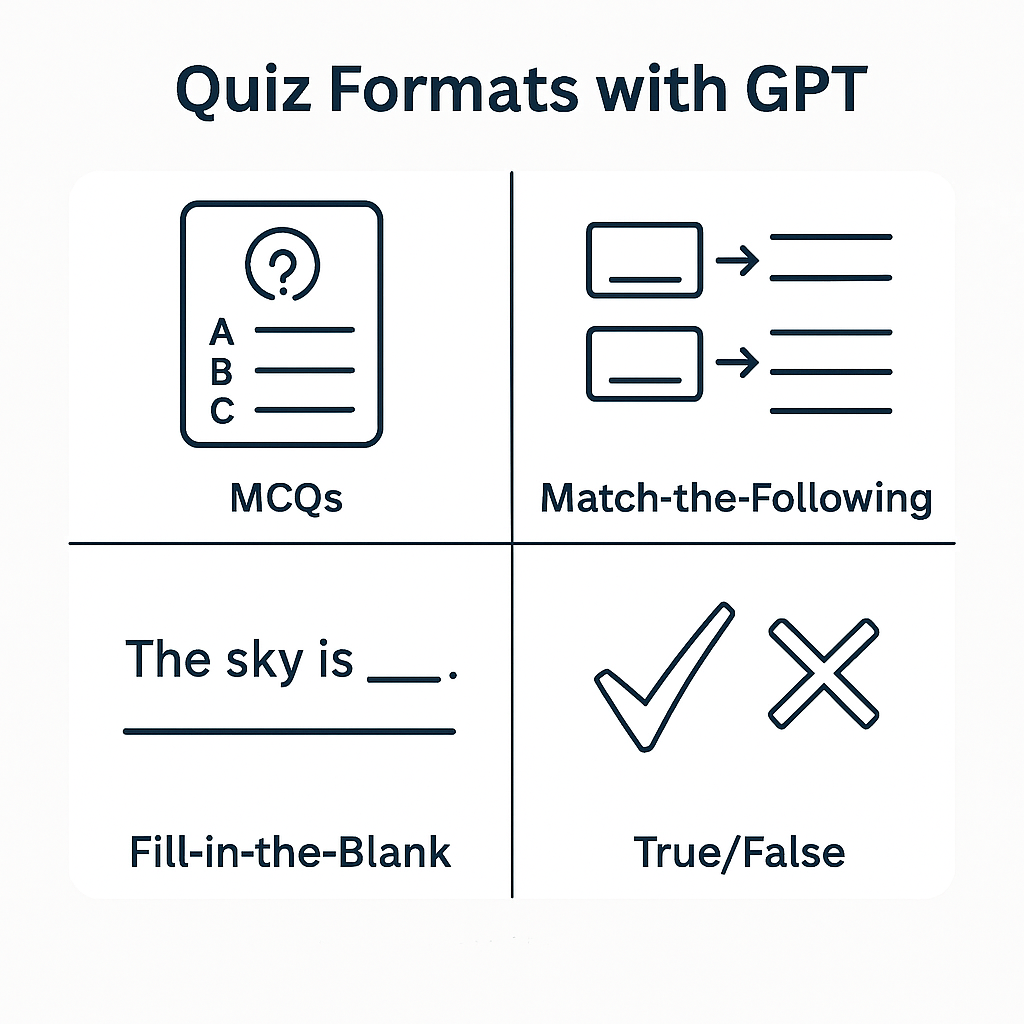 Quiz Formats with GPT
?
A
B
C
MCQs
Match-the-Following
The sky is ___.
Fill-in-the-Blank
True/False